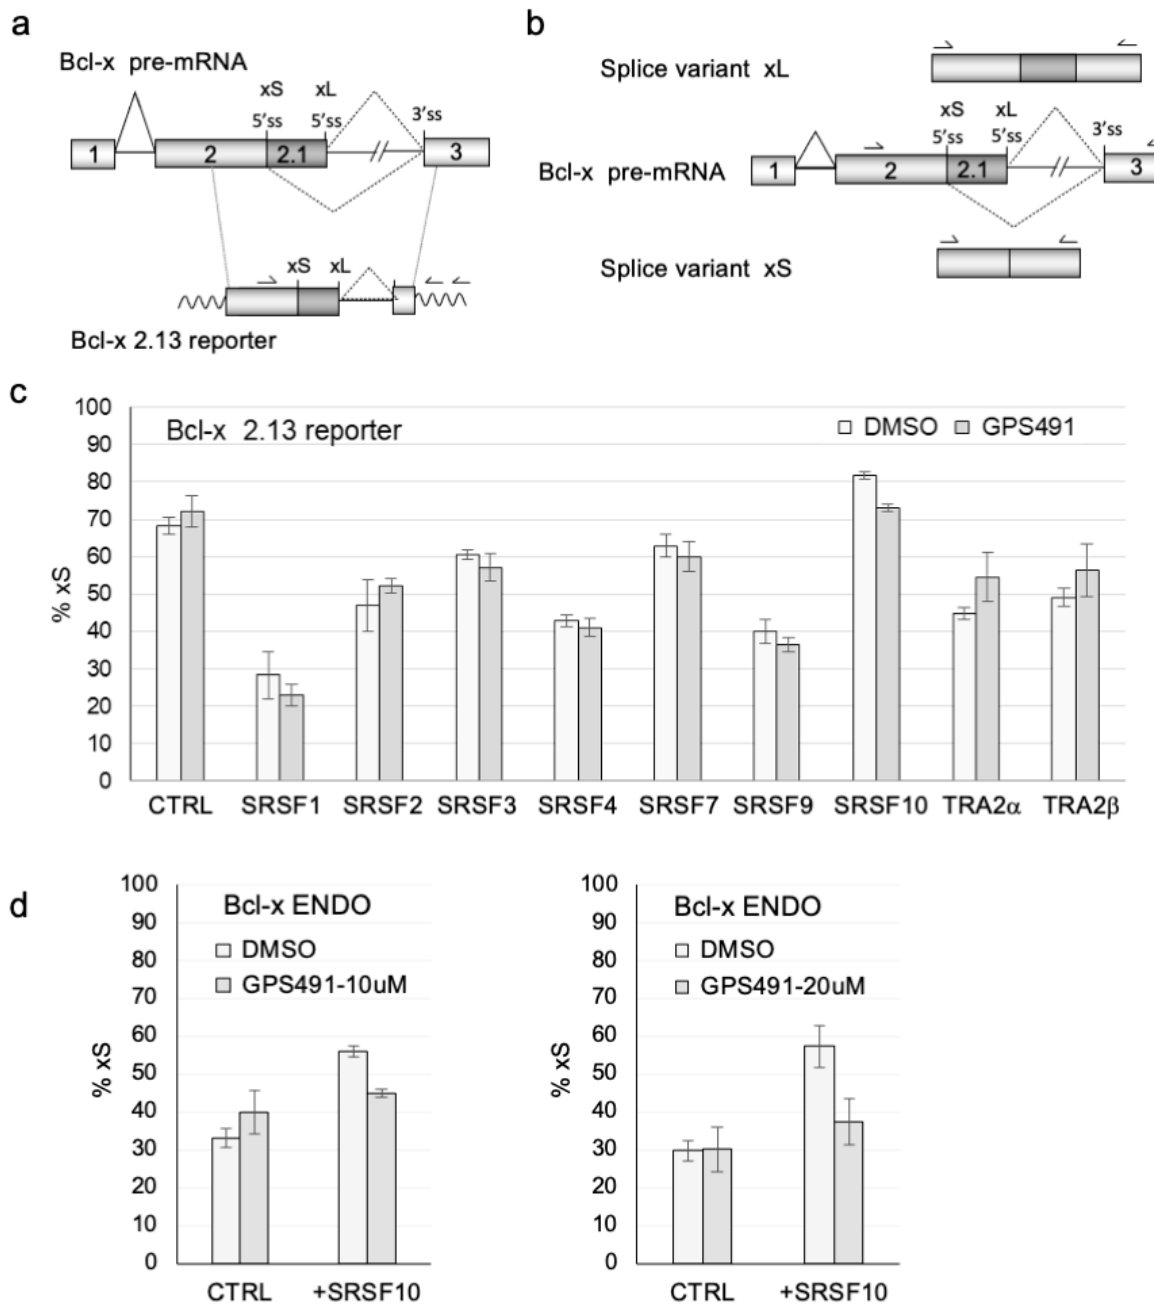 a
Bcl-x pre-mRNA
xS xL
5'ss 5'ss 3'ss
1 2 2.1 3
xS xL
Bcl-x 2.13 reporter
b
Splice variant xL
xS xL
5'ss 5'ss 3'ss
Bcl-x pre-mRNA 1 2 2.1 3
Splice variant xS
c
Bcl-x 2.13 reporter
DMSO GPS491
% xS
100
90
80
70
60
50
40
30
20
10
0
CTRL SRSF1 SRSF2 SRSF3 SRSF4 SRSF7 SRSF9 SRSF10 TRA2α TRA2β
d
Bcl-x ENDO
DMSO
GPS491-10uM
% xS
100
90
80
70
60
50
40
30
20
10
0
CTRL +SRSF10
Bcl-x ENDO
DMSO
GPS491-20uM
% xS
100
90
80
70
60
50
40
30
20
10
0
CTRL +SRSF10